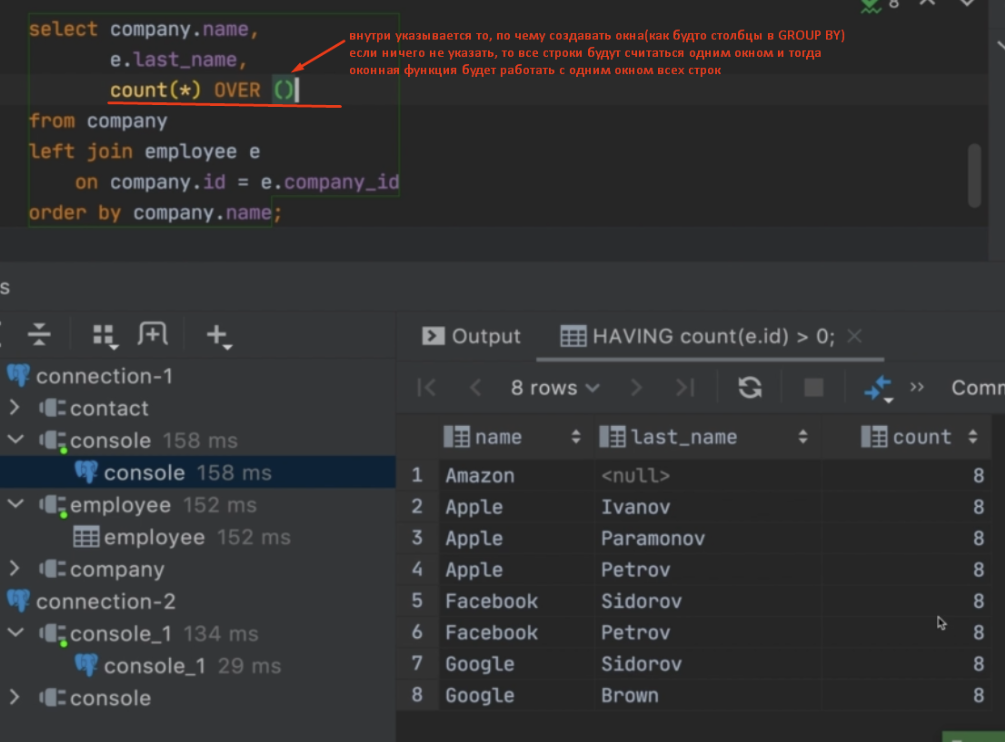 8
select company.name,
внутри указывается то, по чему создавать окна(как будто столбцы в GROUP BY)
e.last_name,
если ничего не указать, то все строки будут считаться одним окном и тогда
оконная функция будет работать с одним окном всех строк
count(*) OVER ()
from company
left join employee e
on company.id = e.company_id
order by company.name;
s
Output
HAVING count(e.id) > 0;
connection-1
8 rows
Comm
contact
console 158 ms
name last_name count
console 158 ms
1 Amazon <null> 8
employee 152 ms
2 Apple Ivanov 8
employee 152 ms
3 Apple Paramonov 8
company
4 Apple Petrov 8
connection-2
5 Facebook Sidorov 8
console_1 134 ms
6 Facebook Petrov 8
console_1 29 ms
7 Google Sidorov 8
console
8 Google Brown 8